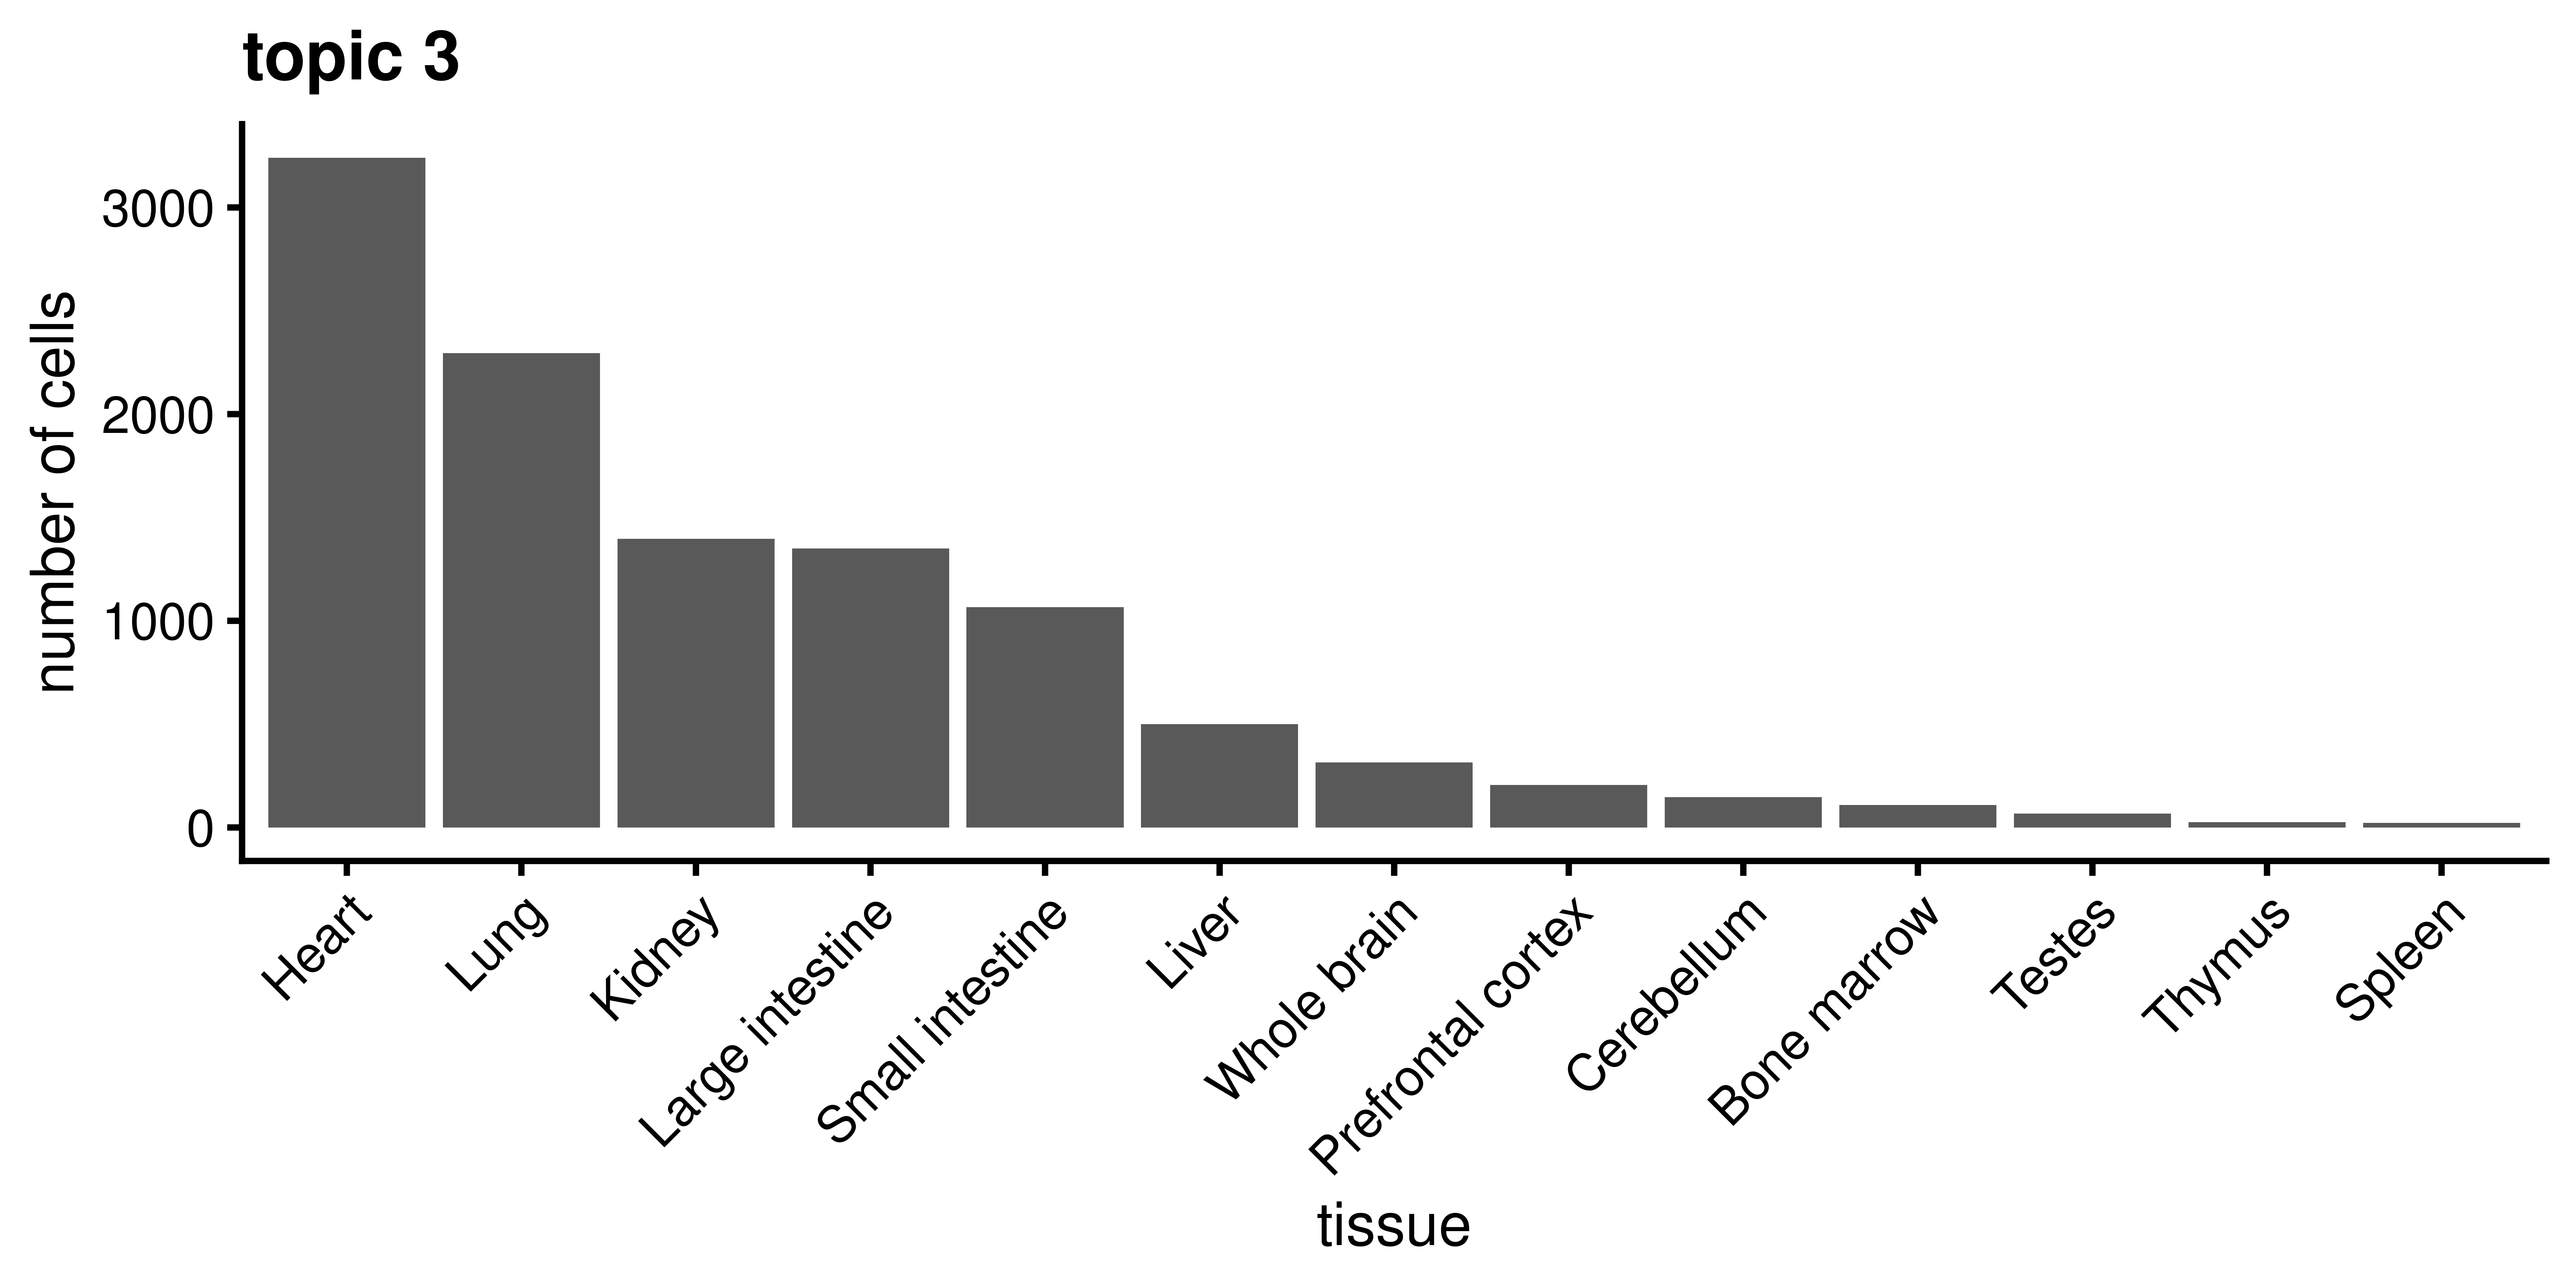 topic 3
number of cells
3000
2000
1000
0
Heart
Lung
Kidney
Large intestine
Small intestine
Liver
Whole brain
Prefrontal cortex
Cerebellum
Bone marrow
Testes
Thymus
Spleen
tissue